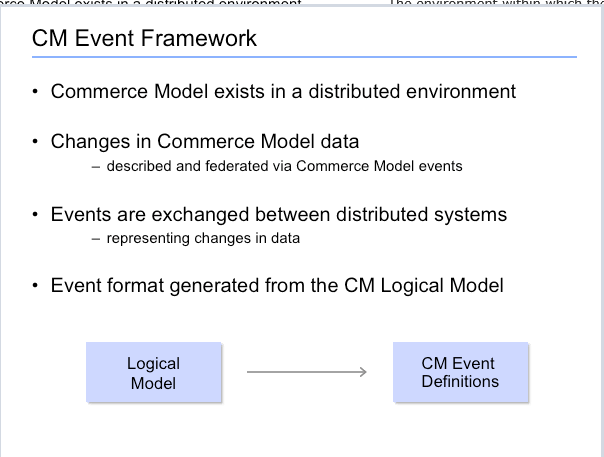 Model exists in a distributed environment
The environment within which the
CM Event Framework
• Commerce Model exists in a distributed environment
• Changes in Commerce Model data
– described and federated via Commerce Model events
• Events are exchanged between distributed systems
– representing changes in data
• Event format generated from the CM Logical Model
Logical
Model
CM Event
Definitions